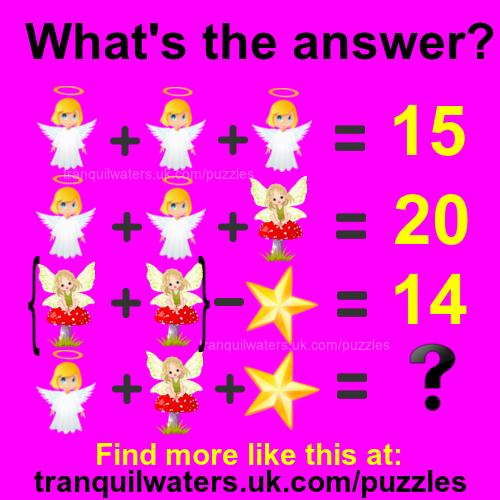 What's the answer?
+ + = 15
tranquilwaters.uk.com/puzzles
+ + = 20
{ + } - = 14
tranquilwaters.uk.com/puzzles
+ + = ?
Find more like this at:
tranquilwaters.uk.com/puzzles